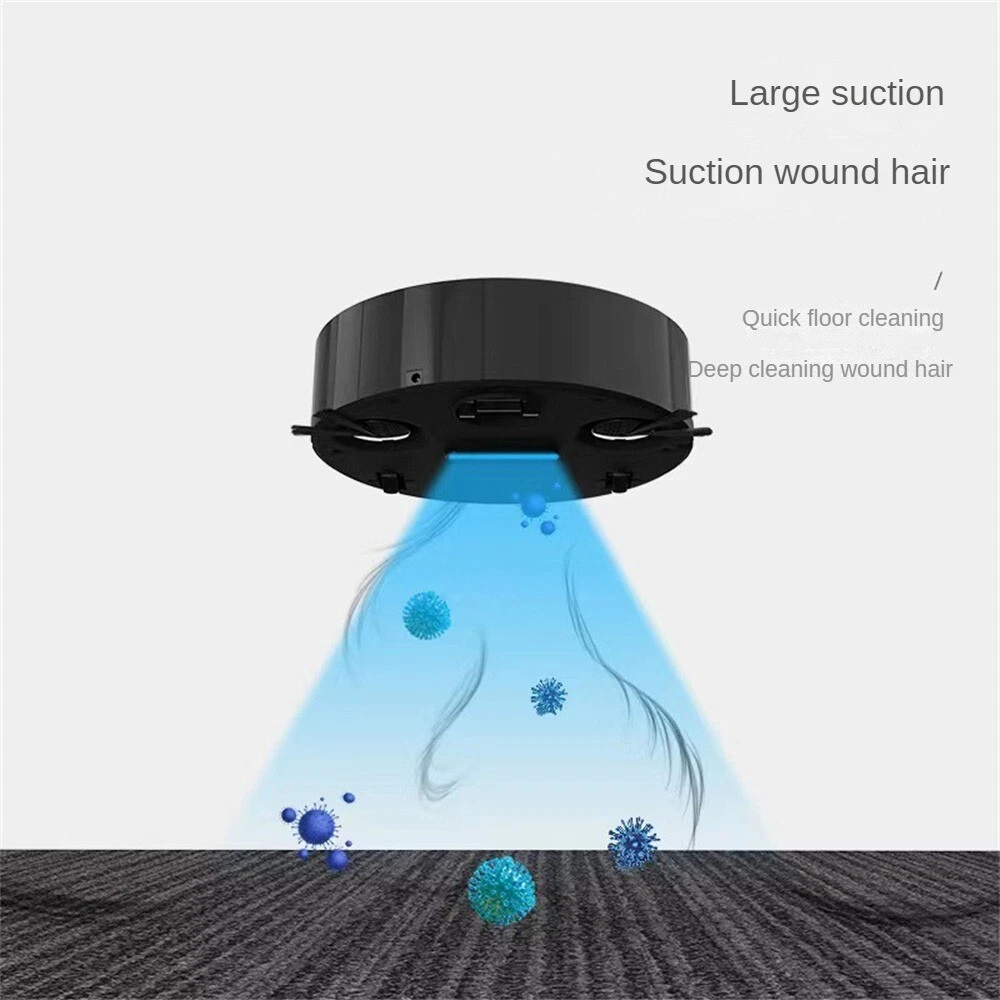 Large suction
Suction wound hair
/
Quick floor cleaning
Deep cleaning wound hair